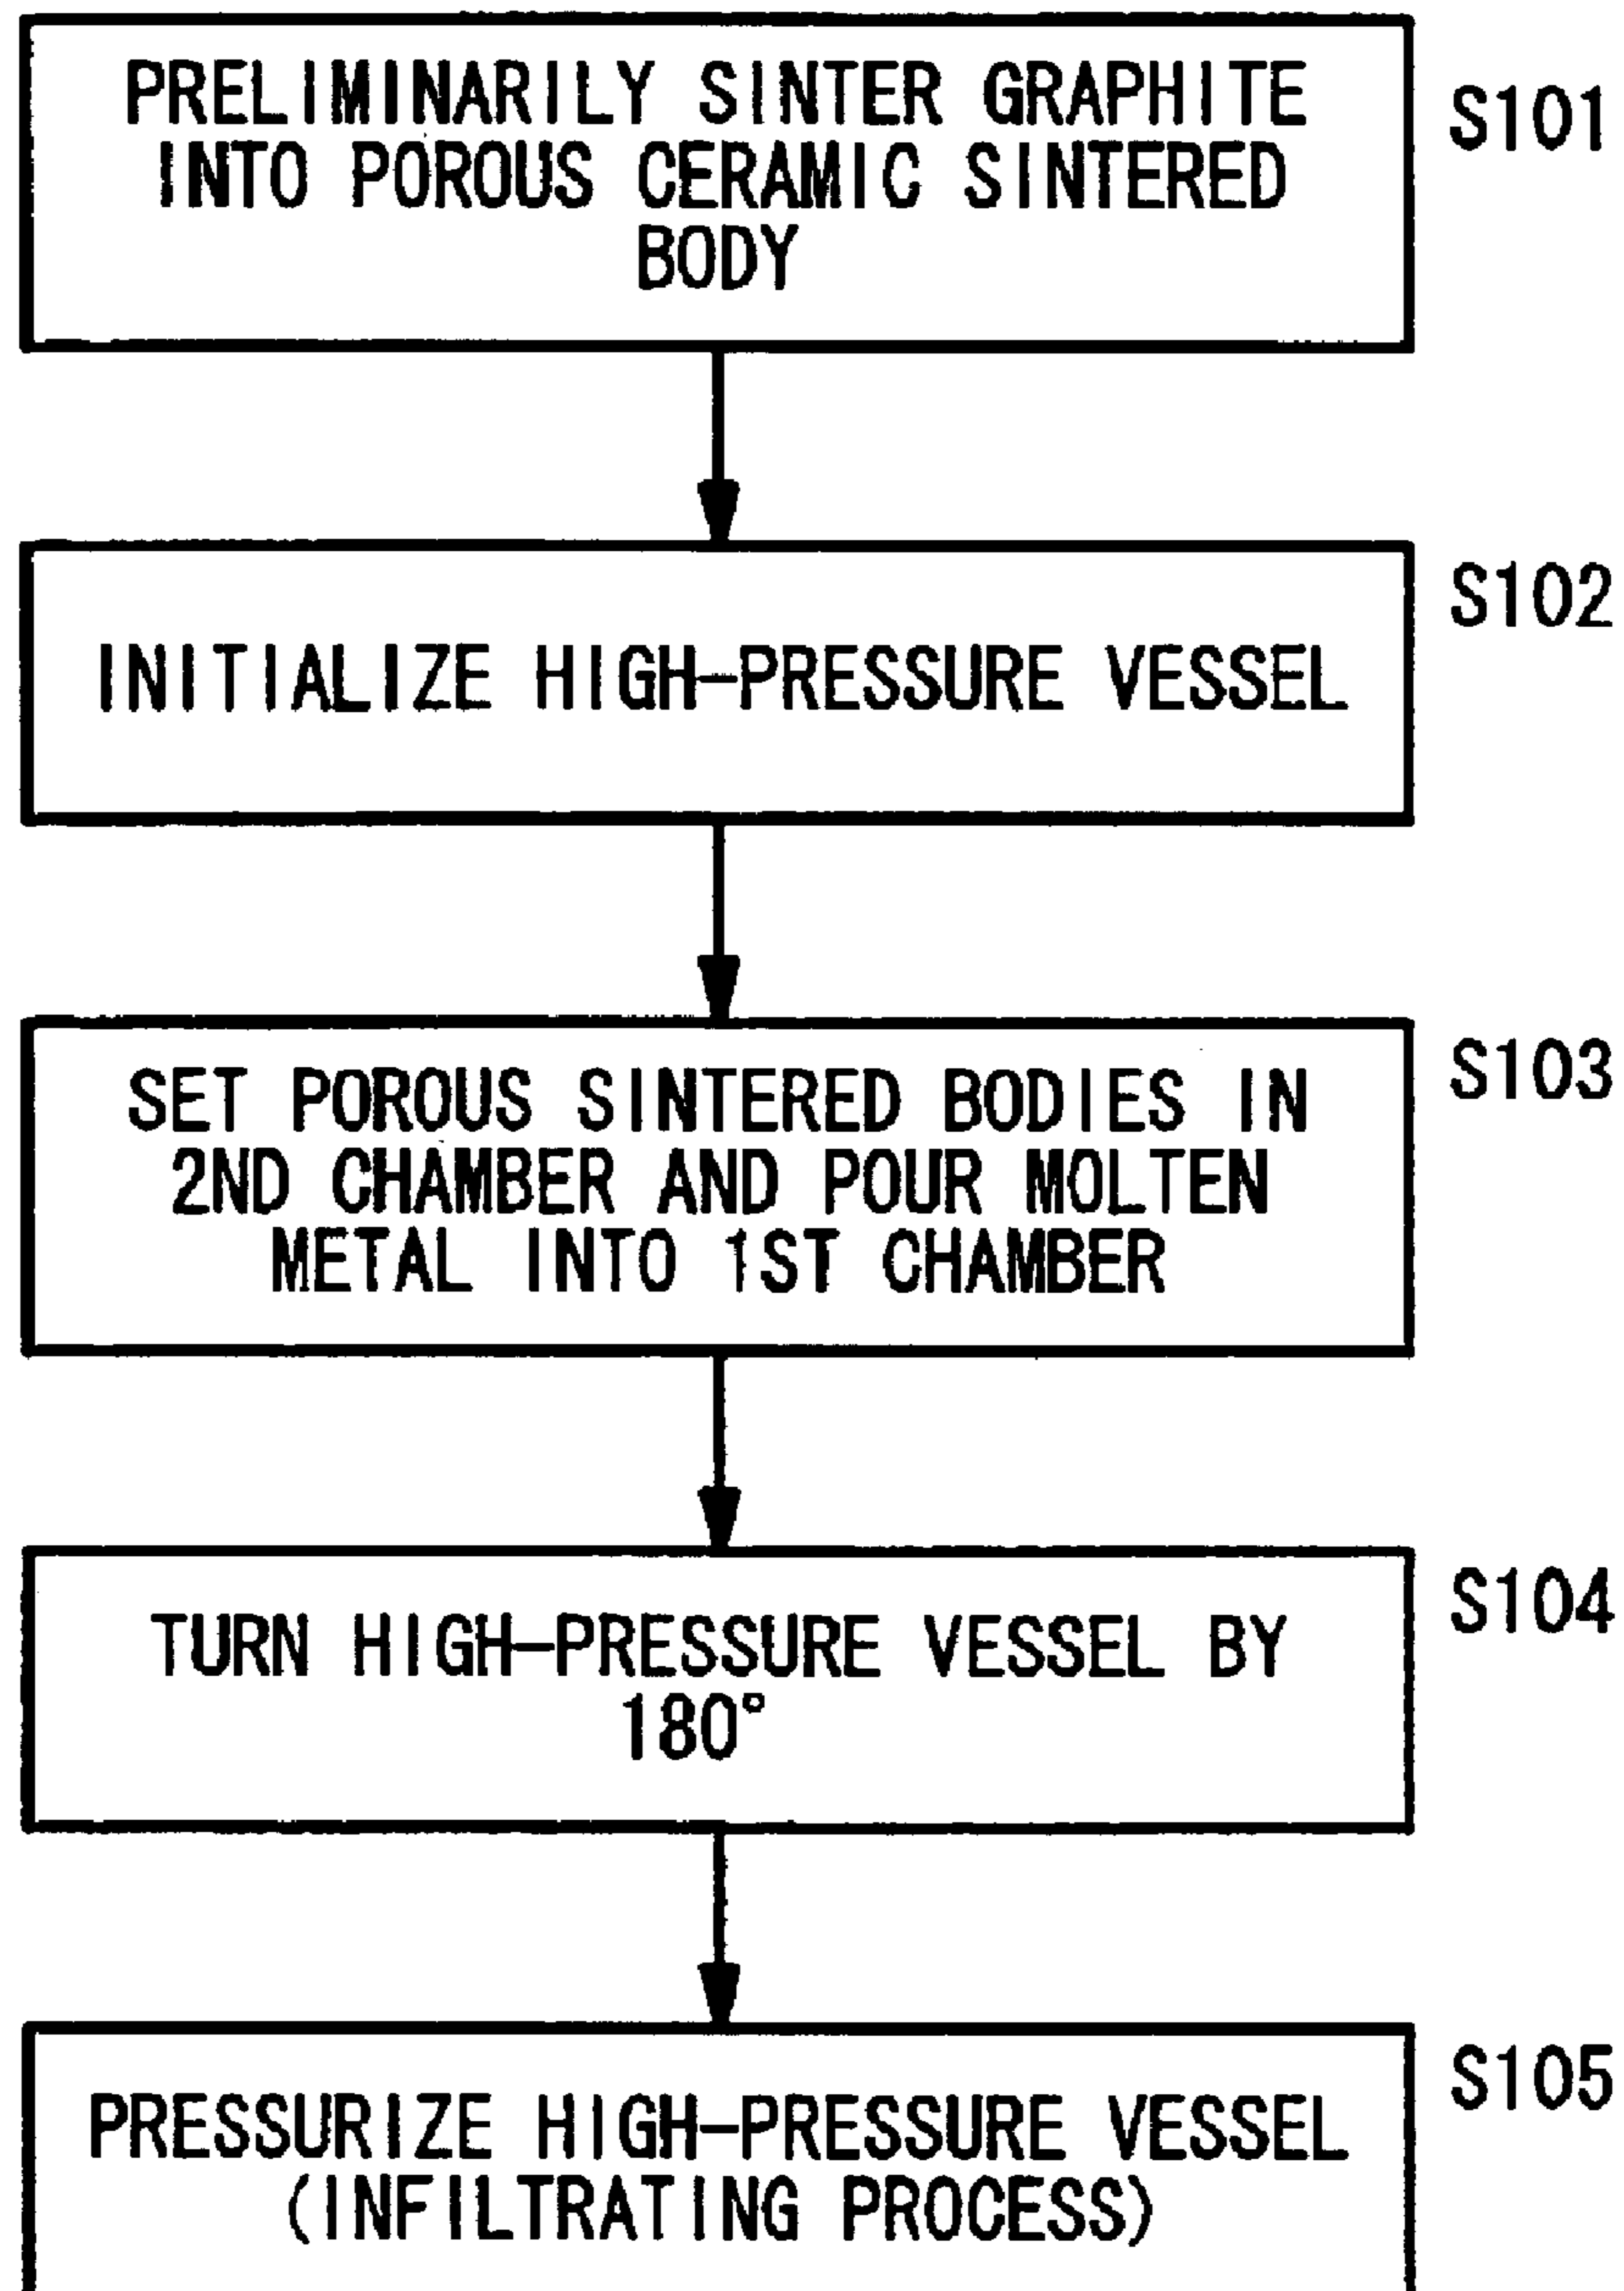 PRELIMINARILY SINTER GRAPHITE
INTO POROUS CERAMIC SINTERED
BODY
S101
INITIALIZE HIGH-PRESSURE VESSEL
S102
SET POROUS SINTERED BODIES IN
2ND CHAMBER AND POUR MOLTEN
METAL INTO 1ST CHAMBER
S103
TURN HIGH-PRESSURE VESSEL BY
180°
S104
PRESSURIZE HIGH-PRESSURE VESSEL
(INFILTRATING PROCESS)
S105